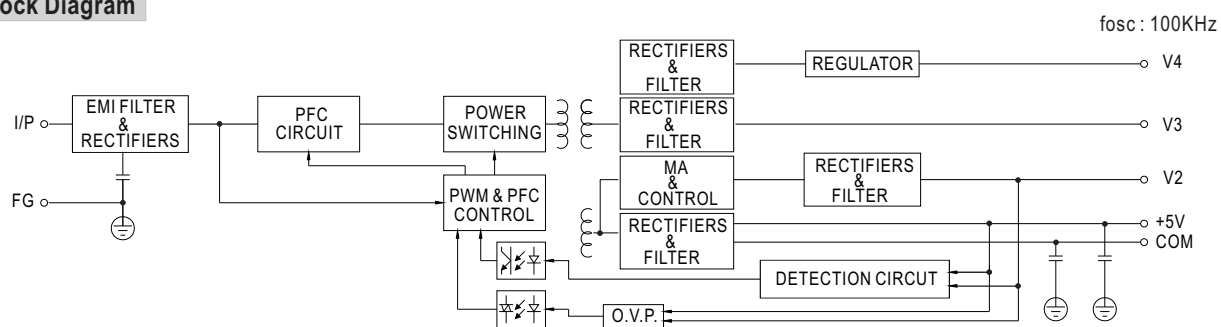 ock Diagram
fosc : 100KHz
RECTIFIERS
&
FILTER
REGULATOR
V4
I/P
EMI FILTER
&
RECTIFIERS
PFC
CIRCUIT
POWER
SWITCHING
RECTIFIERS
&
FILTER
V3
FG
PWM & PFC
CONTROL
MA
&
CONTROL
RECTIFIERS
&
FILTER
V2
RECTIFIERS
&
FILTER
+5V
COM
DETECTION CIRCUT
O.V.P.